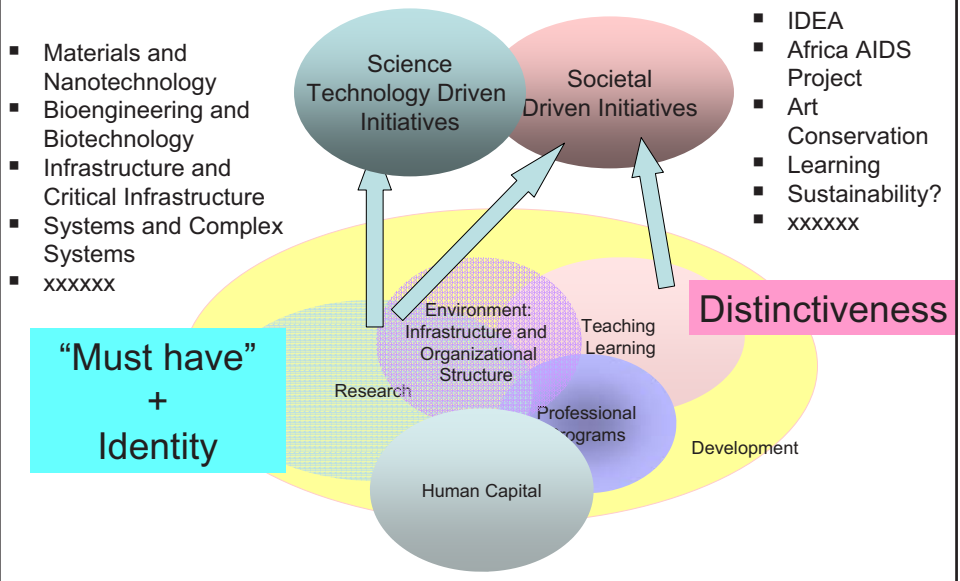 ▪ Materials and
Nanotechnology
▪ Bioengineering and
Biotechnology
▪ Infrastructure and
Critical Infrastructure
▪ Systems and Complex
Systems
▪ xxxxxx
Science
Technology Driven
Initiatives
Societal
Driven Initiatives
▪ IDEA
▪ Africa AIDS
Project
▪ Art
Conservation
▪ Learning
▪ Sustainability?
▪ xxxxxx
“Must have”
+
Identity
Distinctiveness
Environment:
Infrastructure and
Organizational
Structure
Teaching
Learning
Research
Professional
rograms
Development
Human Capital